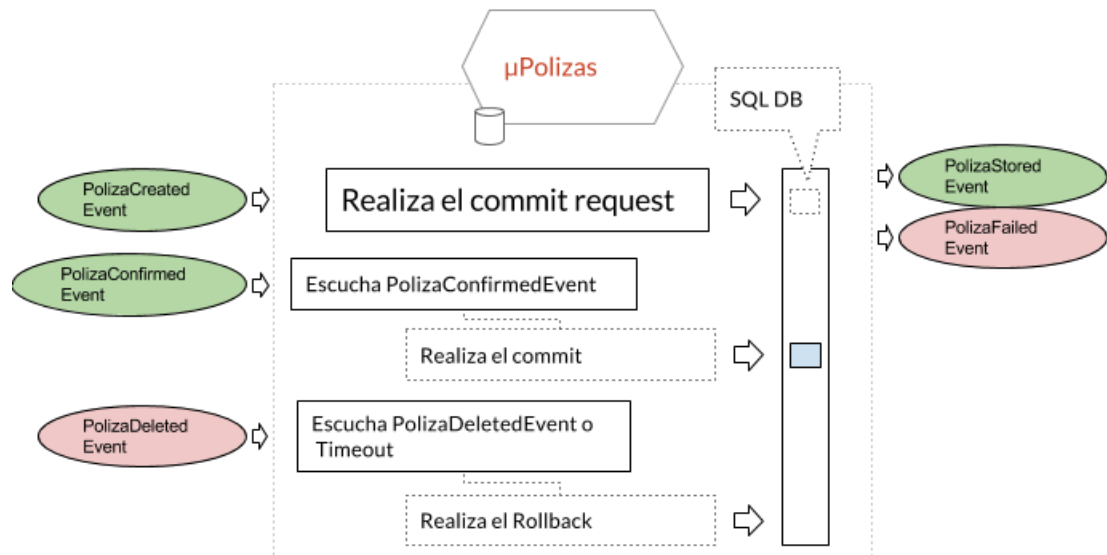 µPolizas
SQL DB
PolizaCreated
Event
Realiza el commit request
PolizaStored
Event
PolizaFailed
Event
PolizaConfirmed
Event
Escucha PolizaConfirmedEvent
Realiza el commit
PolizaDeleted
Event
Escucha PolizaDeletedEvent o
Timeout
Realiza el Rollback